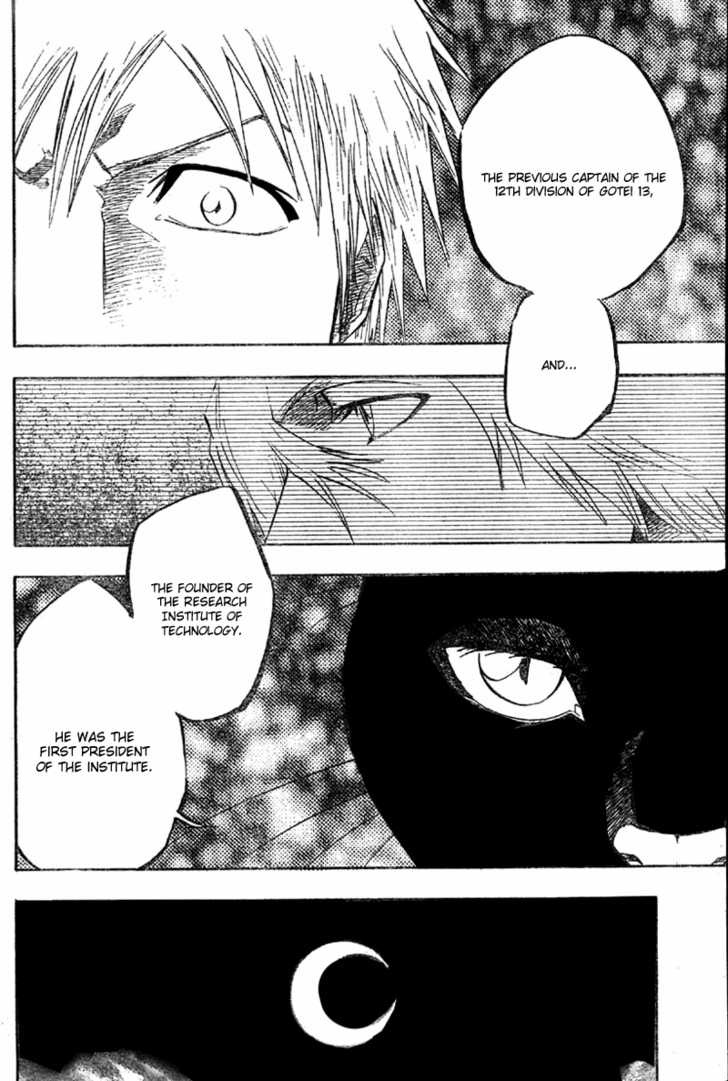 THE PREVIOUS CAPTAIN OF THE
12TH DIVISION OF GOTEI 13,
AND...
THE FOUNDER OF
THE RESEARCH
INSTITUTE OF
TECHNOLOGY.
HE WAS THE
FIRST PRESIDENT
OF THE INSTITUTE.